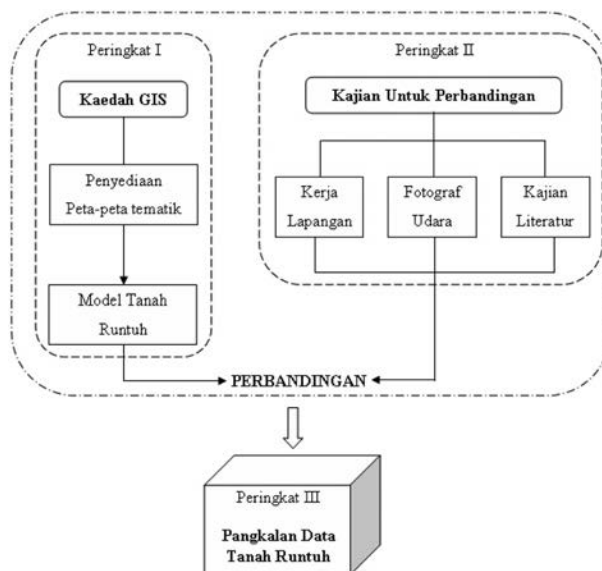 Peringkat I
Kaedah GIS
Penyediaan
Peta-peta tematik
Model Tanah
Runtuh
Peringkat II
Kajian Untuk Perbandingan
Kerja
Lapangan
Fotograf
Udara
Kajian
Literatur
PERBANDINGAN
Peringkat III
Pangkalan Data
Tanah Runtuh